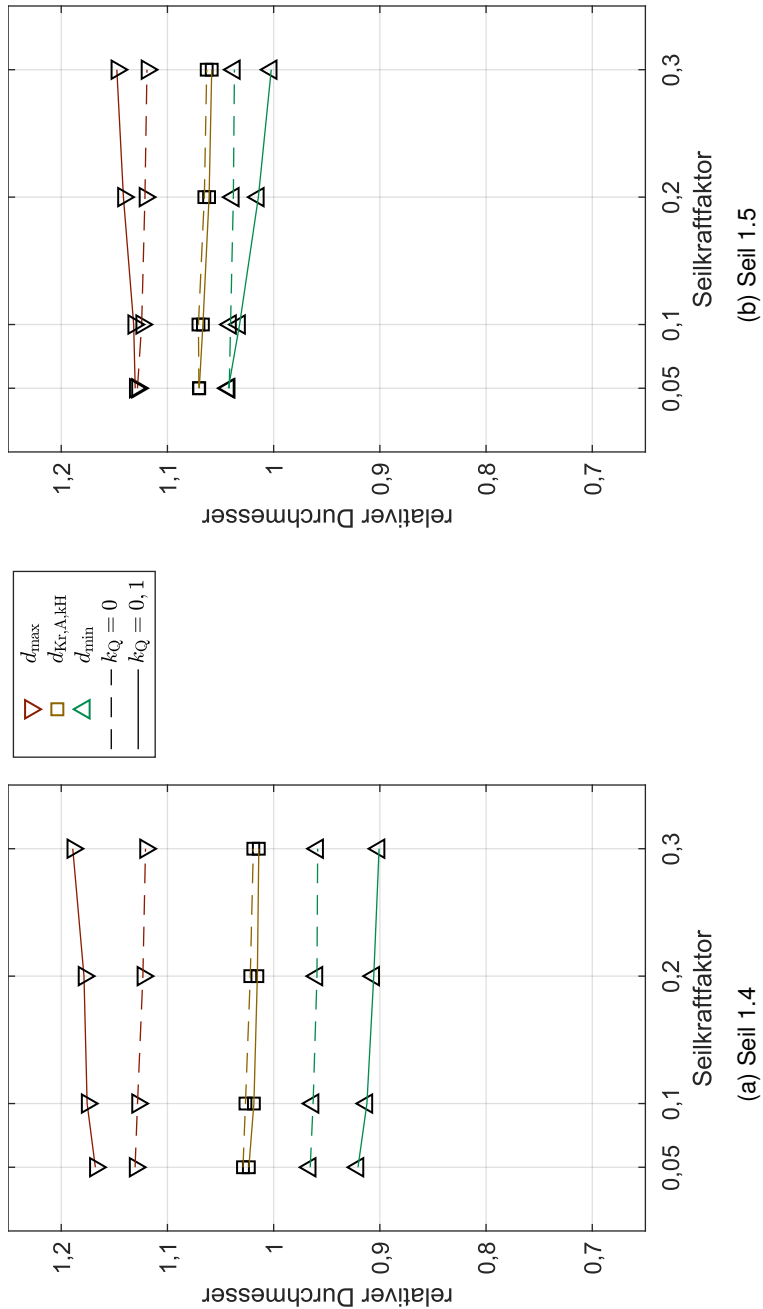 1,2
1,1
1
0,9
0,8
0,7
relativer Durchmesser
0,05
0,1
0,2
0,3
Seilkraftfaktor
(a) Seil 1.4
d_max
d_Kr,A,kH
d_min
k_Q = 0
k_Q = 0, 1
1,2
1,1
1
0,9
0,8
0,7
relativer Durchmesser
0,05
0,1
0,2
0,3
Seilkraftfaktor
(b) Seil 1.5